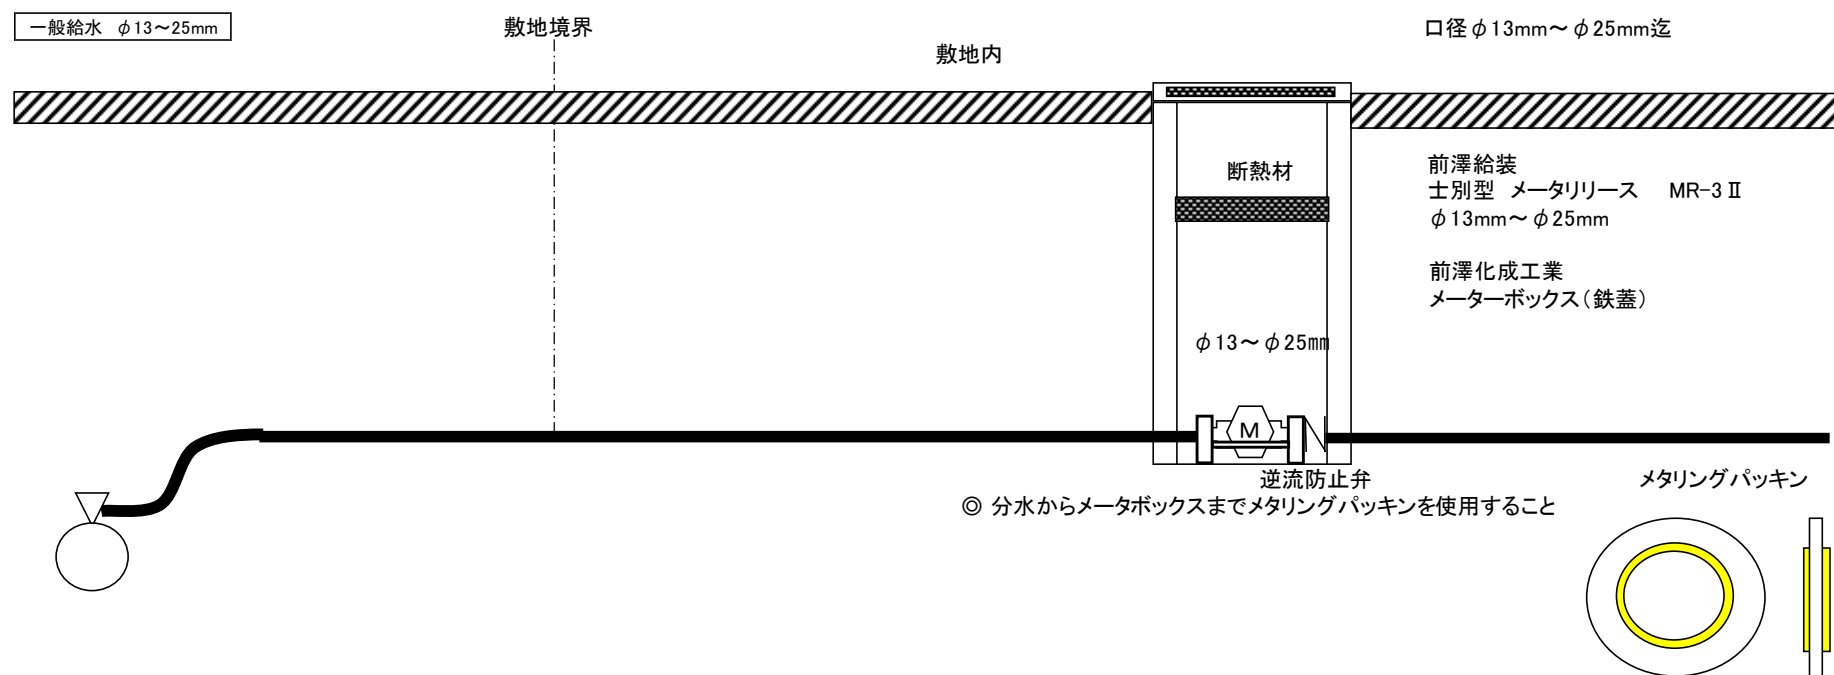 一般給水　φ13～25mm
敷地境界
敷地内
口径φ13mm～φ25mm迄
断熱材
前澤給装
士別型　メータリリース　MR-3Ⅱ
φ13mm～φ25mm
前澤化成工業
メーターボックス（鉄蓋）
φ13～φ25mm
M
逆流防止弁
◎ 分水からメータボックスまでメタリングパッキンを使用すること
メタリングパッキン